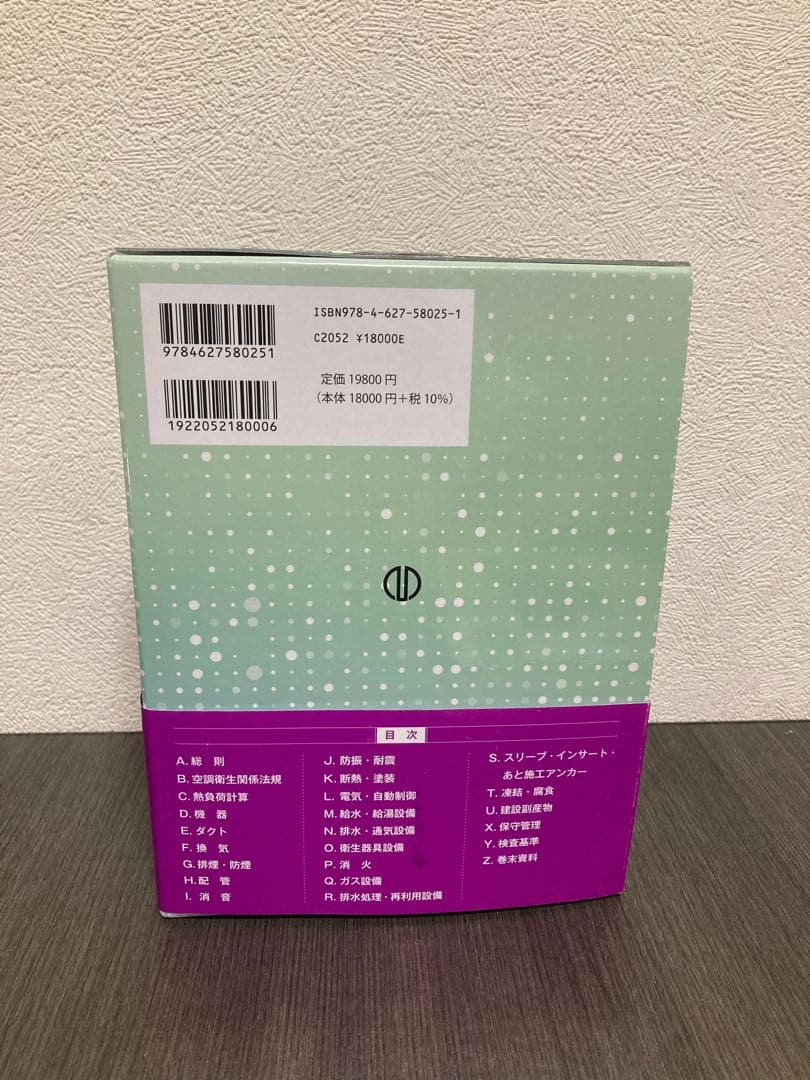 ISBN978-4-627-58025-1
C2052 ¥18000E
9784627580251
定価 19800 円
(本体 18000 円+税 10%)
1922052180006
目 次
A. 総 則
B. 空調衛生関係法規
C. 熱負荷計算
D. 機 器
E. ダクト
F. 換 気
G. 排煙・防煙
H. 配 管
I. 消 音
J. 防振・耐震
K. 断熱・塗装
L. 電気・自動制御
M. 給水・給湯設備
N. 排水・通気設備
O. 衛生器具設備
P. 消 火
Q. ガス設備
R. 排水処理・再利用設備
S. スリーブ・インサート・
あと施工アンカー
T. 凍結・腐食
U. 建設副産物
X. 保守管理
Y. 検査基準
Z. 巻末資料